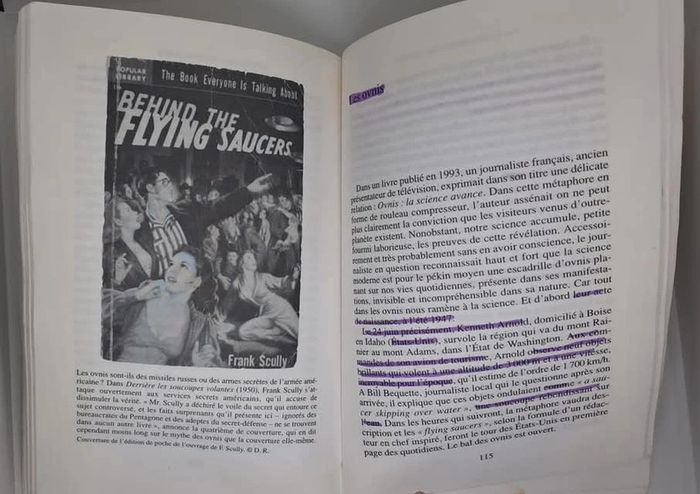 POPULAR
LIBRARY
The Book Everyone Is Talking About
BEHIND THE
FLYING SAUCERS
Frank Scully
Les ovnis sont-ils des missiles russes ou des armes secrètes de l'armée amé-
ricaine ? Dans Derrière les soucoupes volantes (1950), Frank Scully s'at-
taque ouvertement aux services secrets américains, qu'il accuse de
dissimuler la vérité. « Mr. Scully a déchiré le voile du secret qui entoure ce
sujet controversé, et les faits surprenants qu'il présente ici – ignorés des
bureaucrates du Pentagone et des adeptes du secret-défense – ne se trouvent
dans aucun autre livre », annonce la quatrième de couverture, qui en dit
cependant moins long sur le mythe des ovnis que la couverture elle-même.
Couverture de l'édition de poche de l'ouvrage de F. Scully. © D. R.
Les ovnis
Dans un livre publié en 1993, un journaliste français, ancien
présentateur de télévision, exprimait dans son titre une délicate
relation : Ovnis : la science avance. Dans cette métaphore en
forme de rouleau compresseur, l'auteur assénait on ne peut
plus clairement la conviction que les visiteurs venus d'outre-
planète existent. Nonobstant, notre science accumule, petite
fourmi laborieuse, les preuves de cette révélation. Accessoi-
rement et très probablement sans en avoir conscience, le jour-
naliste en question reconnaissait haut et fort que la science
moderne est pour le pékin moyen une escadrille d'ovnis pla-
nant sur nos vies quotidiennes, présente dans ses manifesta-
tions, invisible et incompréhensible dans sa nature. Car tout
dans les ovnis nous ramène à la science. Et d'abord leur acte
de naissance, à l'été 1947.
Le 24 juin précisément, Kenneth Arnold, domicilié à Boise
en Idaho (États-Unis), survole la région qui va du mont Rai-
nier au mont Adams, dans l'État de Washington. Aux com-
mandes de son avion de tourisme, Arnold observe neuf objets
brillants qui volent à une altitude de 3 000 m et à une vitesse,
incroyable pour l'époque, qu'il estime de l'ordre de 1 700 km/h.
À Bill Bequette, journaliste local qui le questionne après son
arrivée, il explique que ces objets ondulaient comme « a sau-
cer skipping over water », une soucoupe rebondissant sur
l'eau. Dans les heures qui suivront, la métaphore vaudra des-
cription et les « flying saucers », selon la formule d'un rédac-
teur en chef inspiré, feront le tour des États-Unis en première
page des quotidiens. Le bal des ovnis est ouvert.
115